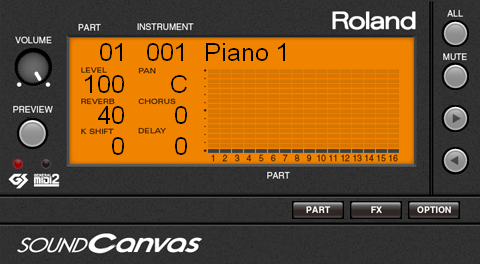 PART INSTRUMENT
Roland
ALL
VOLUME
01 001 Piano 1
LEVEL PAN
100 C
MUTE
REVERB CHORUS
40 0
PREVIEW
K SHIFT DELAY
0 0
1 2 3 4 5 6 7 8 9 10 11 12 13 14 15 16
PART
GS GENERAL MIDI2
PART FX OPTION
SOUND Canvas